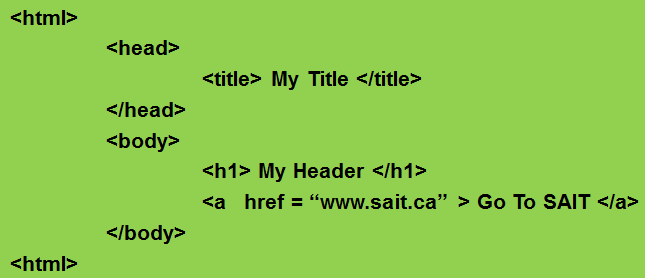 <html>
<head>
<title> My Title </title>
</head>
<body>
<h1> My Header </h1>
<a href = “www.sait.ca” > Go To SAIT </a>
</body>
<html>